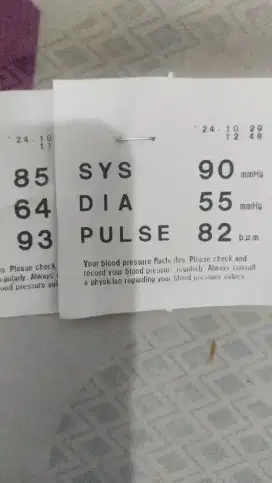 '24.10
11
85
64
93
s. Please check
gularly. Always
ood pressure val
'24.10 29
12 48
SYS 90 mmHg
DIA 55 mmHg
PULSE 82 b.p.m.
Your blood pressure fluctuates. Please check and
record your blood pressure regularly. Always consult
a physician regarding your blood pressure values.